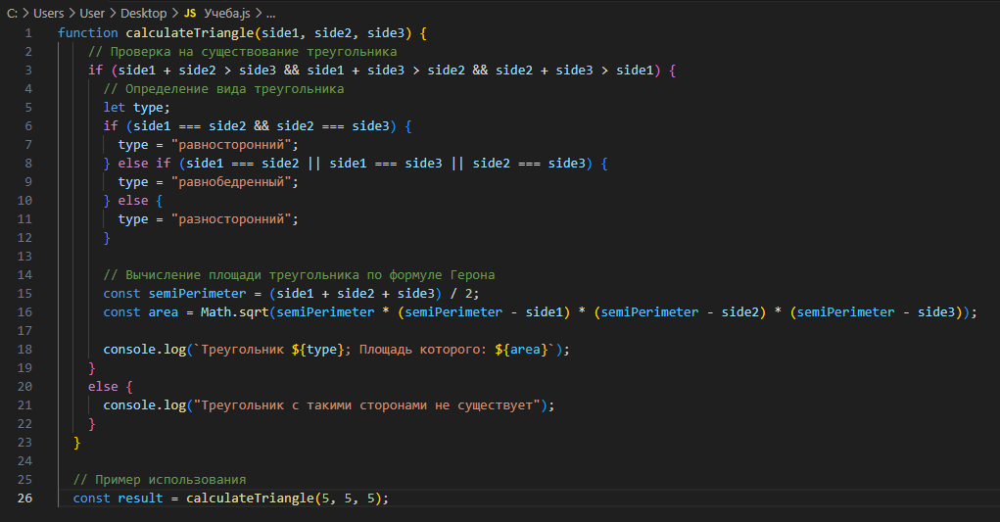 C: > Users > User > Desktop > JS Учеба.js > ...
1 function calculateTriangle(side1, side2, side3) {
2 // Проверка на существование треугольника
3 if (side1 + side2 > side3 && side1 + side3 > side2 && side2 + side3 > side1) {
4 // Определение вида треугольника
5 let type;
6 if (side1 === side2 && side2 === side3) {
7 type = "равносторонний";
8 } else if (side1 === side2 || side1 === side3 || side2 === side3) {
9 type = "равнобедренный";
10 } else {
11 type = "разносторонний";
12 }
13
14 // Вычисление площади треугольника по формуле Герона
15 const semiPerimeter = (side1 + side2 + side3) / 2;
16 const area = Math.sqrt(semiPerimeter * (semiPerimeter - side1) * (semiPerimeter - side2) * (semiPerimeter - side3));
17
18 console.log(`Треугольник ${type}; Площадь которого: ${area}`);
19 }
20 else {
21 console.log("Треугольник с такими сторонами не существует");
22 }
23 }
24
25 // Пример использования
26 const result = calculateTriangle(5, 5, 5);